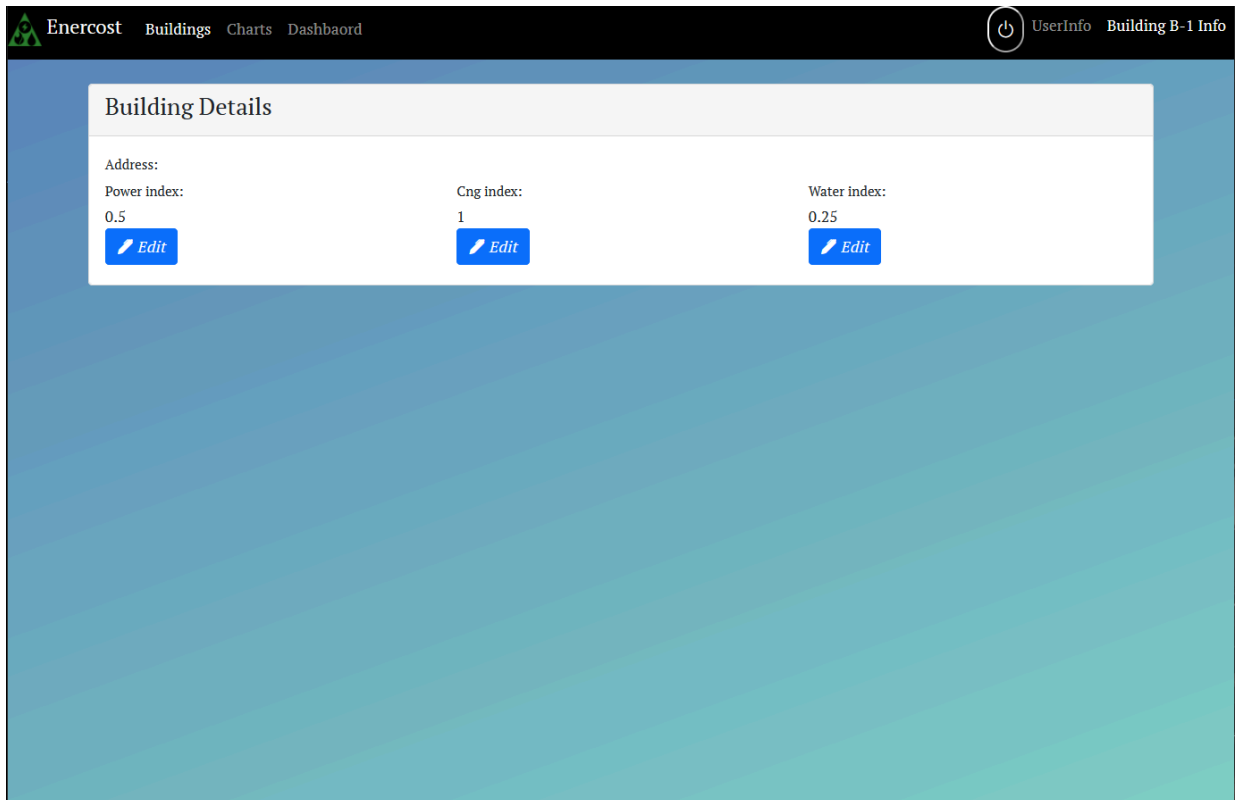 Enercost Buildings Charts Dashbaord UserInfo Building B-1 Info
Building Details
Address:
Power index: Cng index: Water index:
0.5 1 0.25
Edit Edit Edit